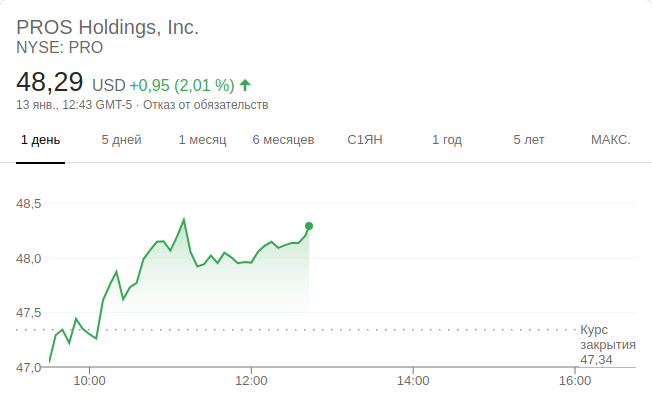 PROS Holdings, Inc.
NYSE: PRO
48,29 USD +0,95 (2,01 %)
13 янв., 12:43 GMT-5 · Отказ от обязательств
1 день 5 дней 1 месяц 6 месяцев С1ЯН 1 год 5 лет МАКС.
48,5
48,0
47,5
Курс
закрытия
47,34
47,0
10:00 12:00 14:00 16:00